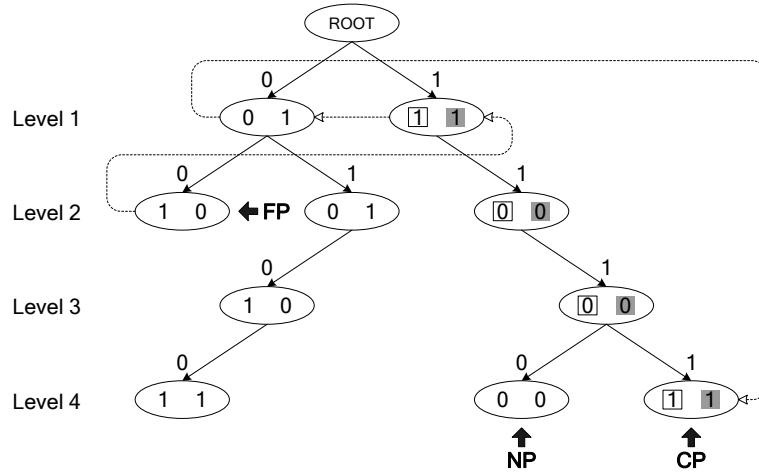 ROOT
0 1
Level 1 0 1 1 1
0 1 1
Level 2 1 0 FP 0 1 0 0
0 1
Level 3 1 0 0 0
0 0 1
Level 4 1 1 0 0 1 1
NP CP